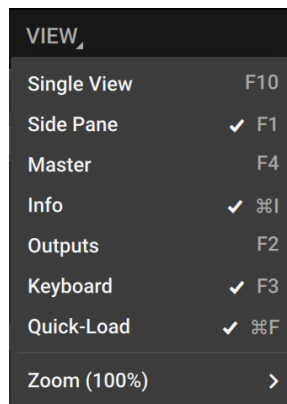 VIEW
Single View F10
Side Pane ✓ F1
Master F4
Info ✓ ⌘I
Outputs F2
Keyboard ✓ F3
Quick-Load ✓ ⌘F
Zoom (100%) >